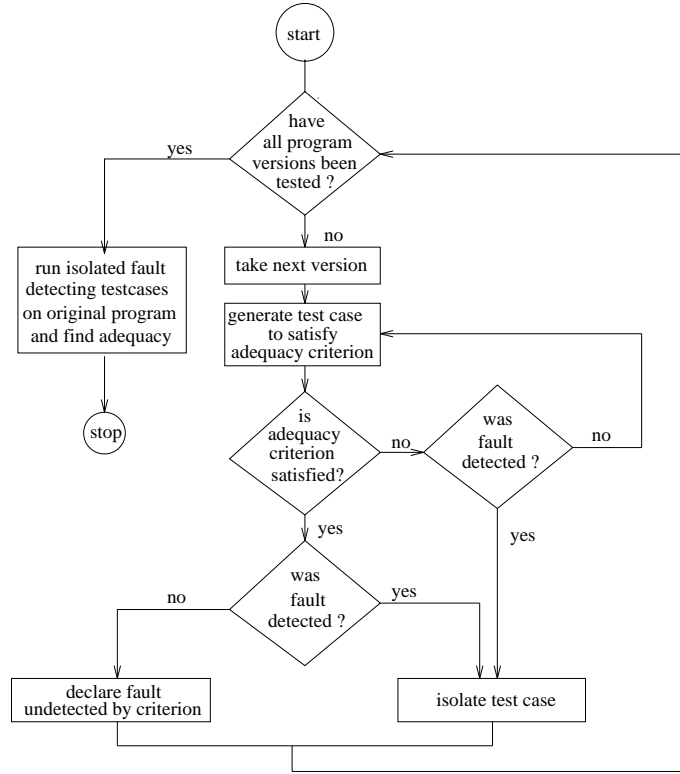 start
have
all program
versions been
tested ?
yes
no
run isolated fault
detecting testcases
on original program
and find adequacy
take next version
generate test case
to satisfy
adequacy criterion
stop
is
adequacy
criterion
satisfied?
no
was
fault
detected ?
no
yes
yes
was
fault
detected ?
no
yes
declare fault
undetected by criterion
isolate test case